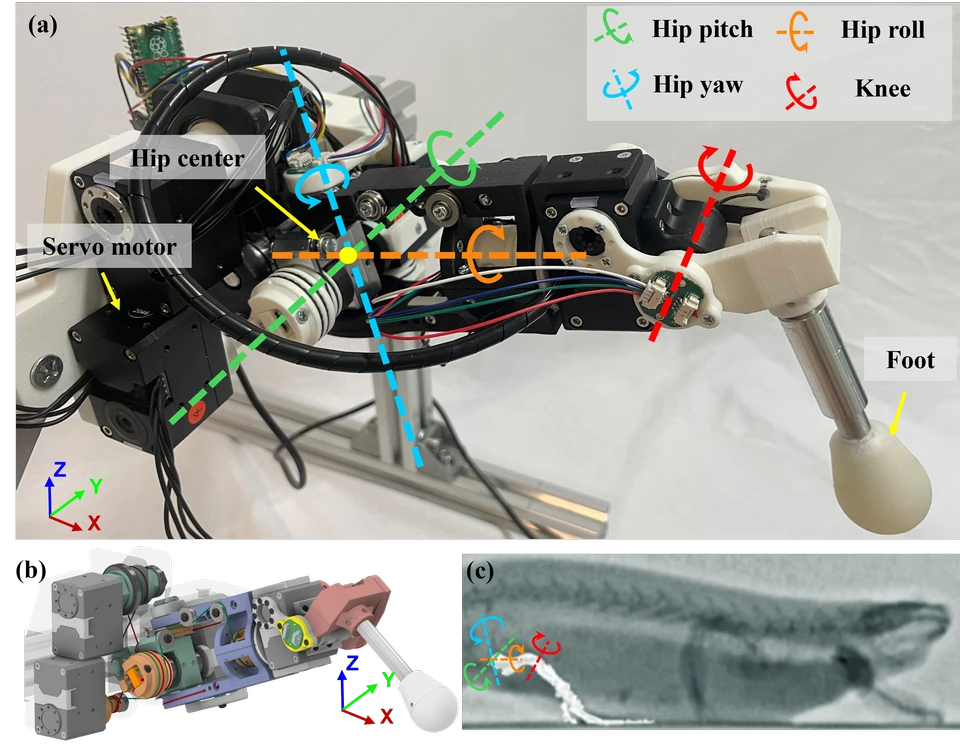 (a)
Hip pitch
Hip roll
Hip yaw
Knee
Hip center
Servo motor
Foot
Z
Y
X
(b)
Z
Y
X
(c)